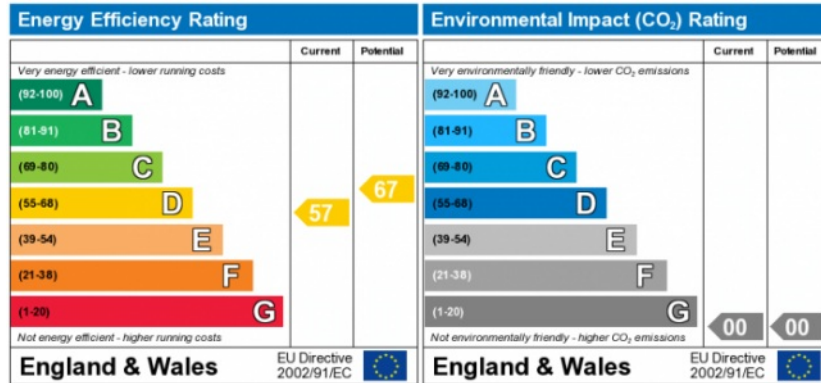 Energy Efficiency Rating
Current Potential
Very energy efficient - lower running costs
(92-100) A
(81-91) B
(69-80) C
(55-68) D
(39-54) E
(21-38) F
(1-20) G
57
67
Not energy efficient - higher running costs
England & Wales
EU Directive
2002/91/EC
Environmental Impact (CO₂) Rating
Current Potential
Very environmentally friendly - lower CO₂ emissions
(92-100) A
(81-91) B
(69-80) C
(55-68) D
(39-54) E
(21-38) F
(1-20) G
00
00
Not environmentally friendly - higher CO₂ emissions
England & Wales
EU Directive
2002/91/EC